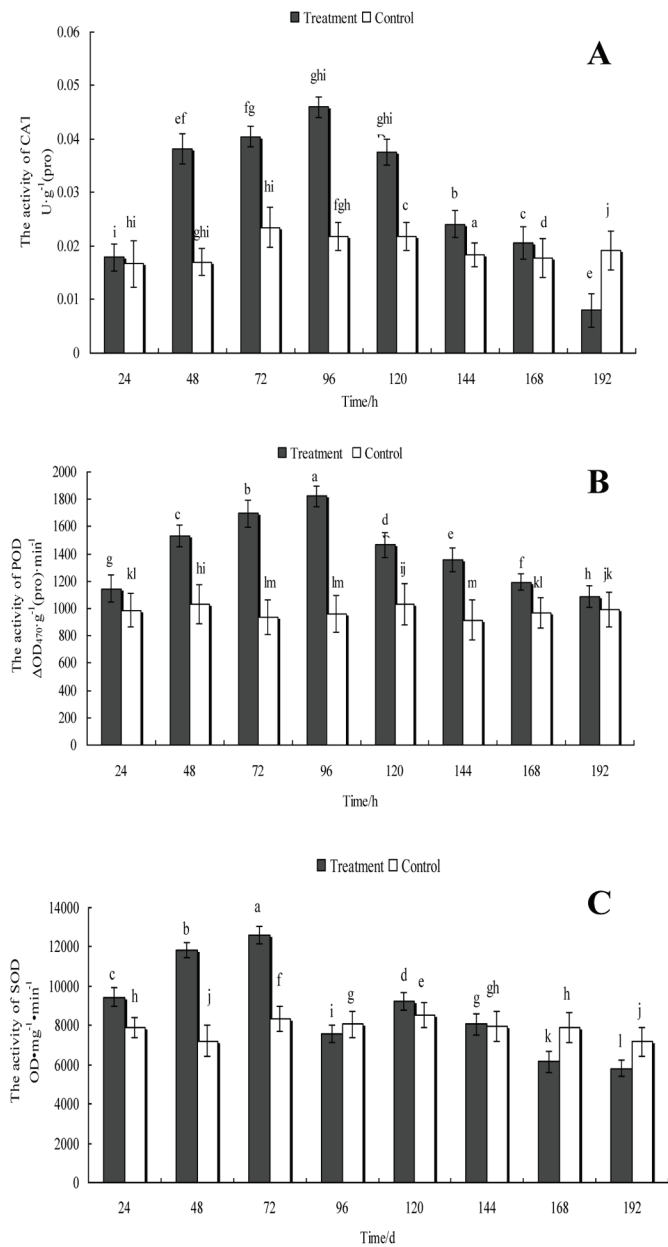 Treatment Control
A
The activity of CAT
U·g⁻¹(pro)
0.06
0.05
0.04
0.03
0.02
0.01
0
i hi ef ghi fg hi ghi fgh ghi c b a c d e j
24 48 72 96 120 144 168 192
Time/h
Treatment Control
B
The activity of POD
ΔOD₄₇₀·g⁻¹(pro)·min⁻¹
2000
1800
1600
1400
1200
1000
800
600
400
200
0
g kl c hi b lm a lm d ij e m f kl h jk
24 48 72 96 120 144 168 192
Time/h
Treatment Control
C
The activity of SOD
OD•mg⁻¹•min⁻¹
14000
12000
10000
8000
6000
4000
2000
0
c h b j a f i g d e g gh k h l j
24 48 72 96 120 144 168 192
Time/d